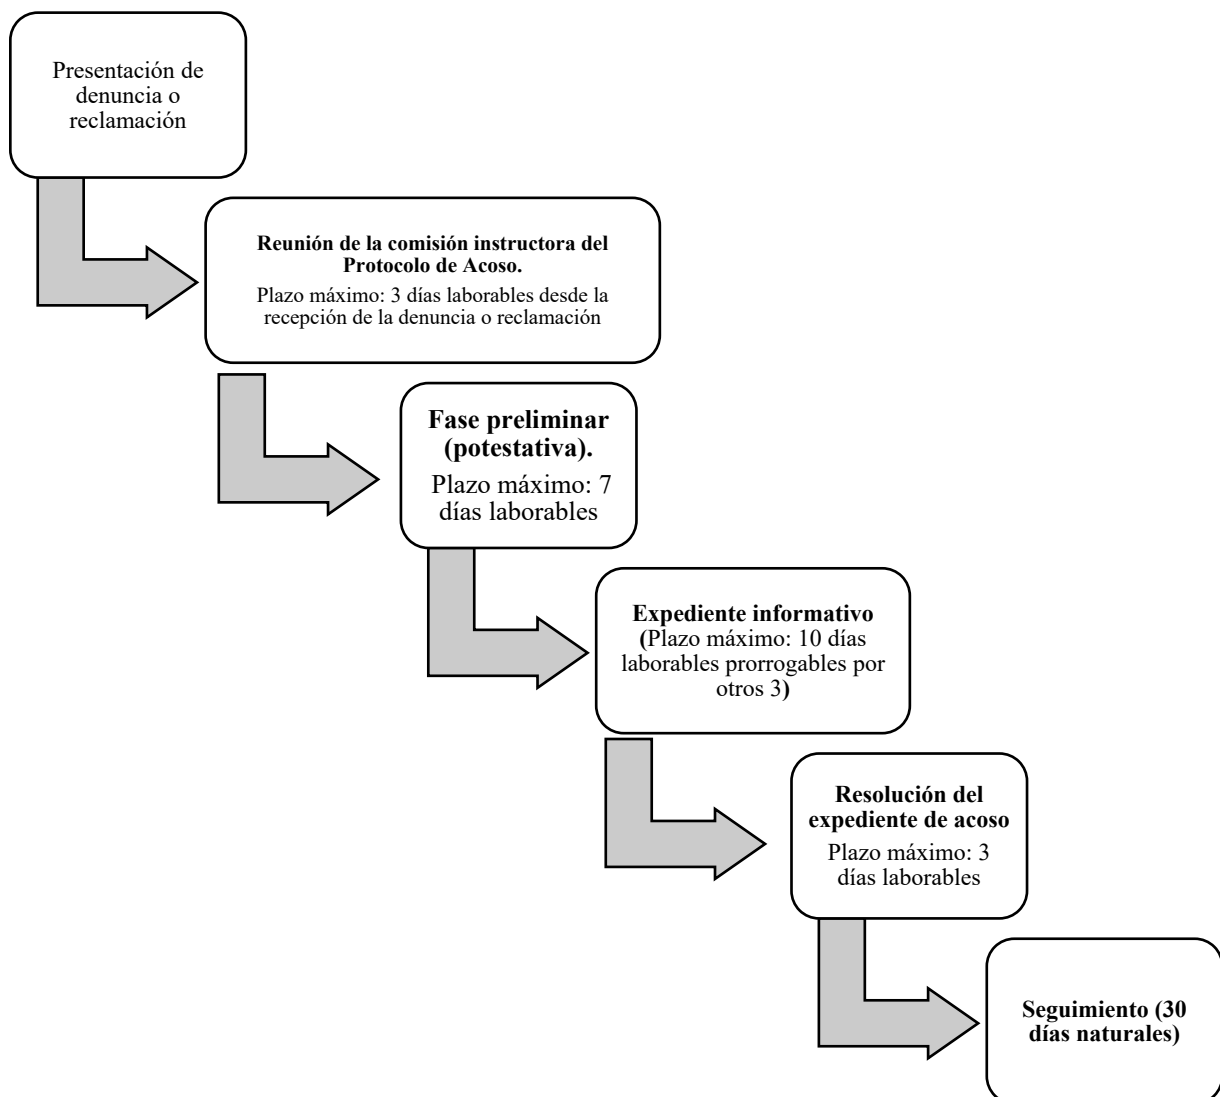 Presentación de
denuncia o
reclamación
Reunión de la comisión instructora del
Protocolo de Acoso.
Plazo máximo: 3 días laborables desde la
recepción de la denuncia o reclamación
Fase preliminar
(potestativa).
Plazo máximo: 7
días laborables
Expediente informativo
(Plazo máximo: 10 días
laborables prorrogables por
otros 3)
Resolución del
expediente de acoso
Plazo máximo: 3
días laborables
Seguimiento (30
días naturales)